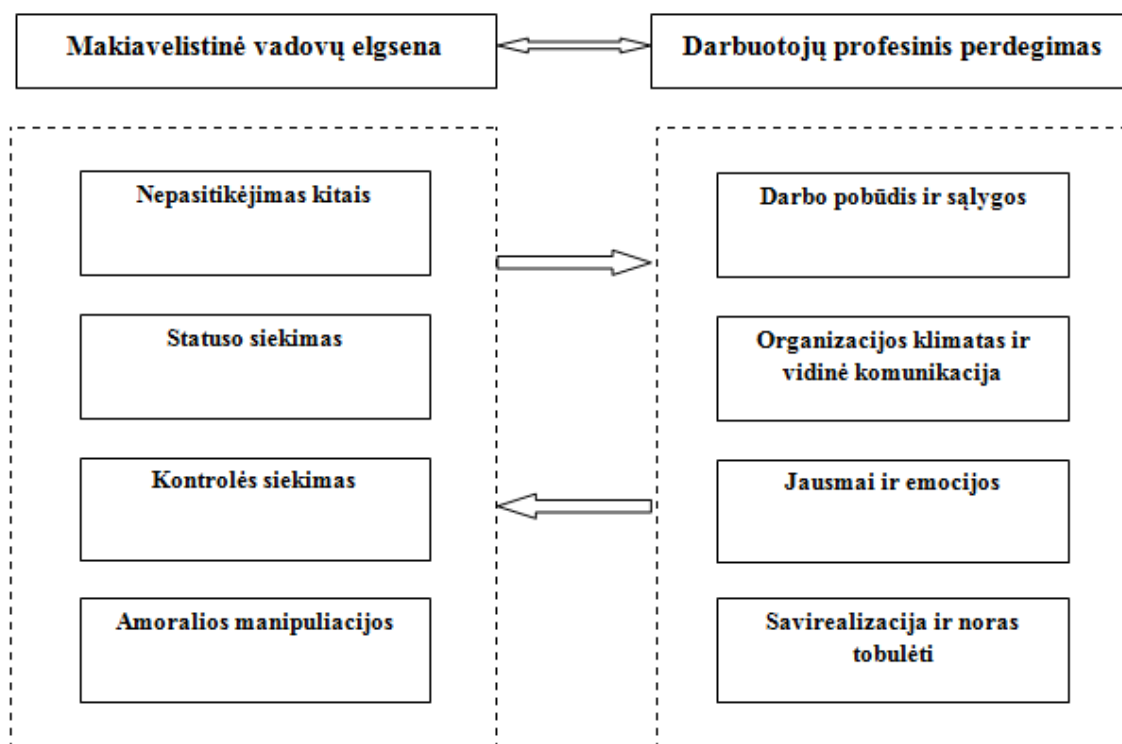 Makiavelistinė vadovų elgsena
Darbuotojų profesinis perdegimas
Nepasitikėjimas kitais
Statuso siekimas
Kontrolės siekimas
Amoralios manipuliacijos
Darbo pobūdis ir sąlygos
Organizacijos klimatas ir
vidinė komunikacija
Jausmai ir emocijos
Savirealizacija ir noras
tobulėti